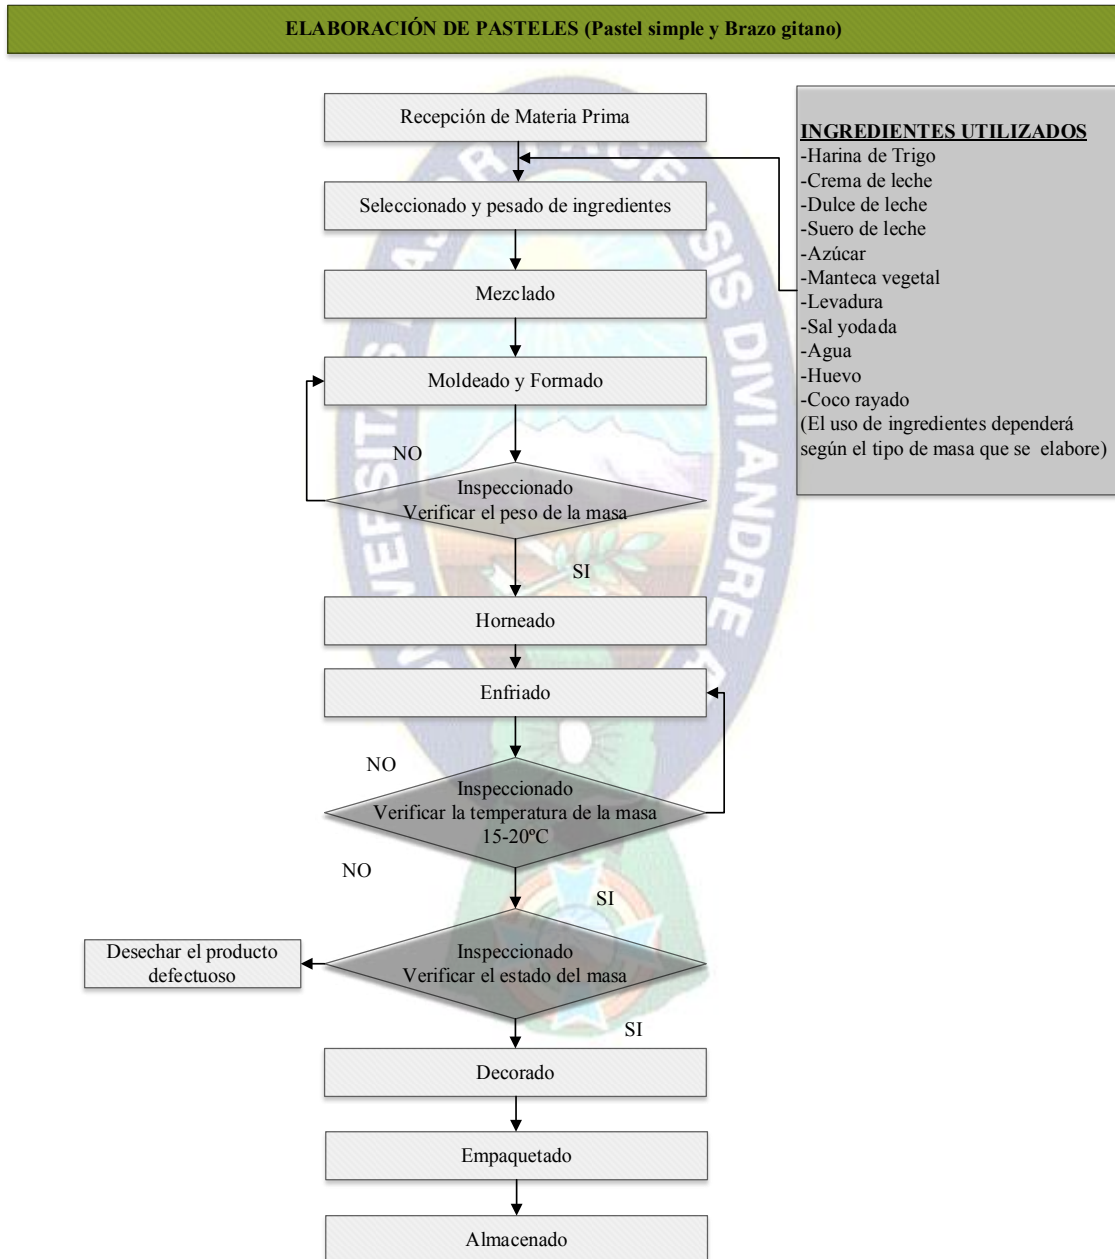 ELABORACIÓN DE PASTELES (Pastel simple y Brazo gitano)
Recepción de Materia Prima
INGREDIENTES UTILIZADOS
-Harina de Trigo
-Crema de leche
-Dulce de leche
-Suero de leche
-Azúcar
-Manteca vegetal
-Levadura
-Sal yodada
-Agua
-Huevo
-Coco rayado
(El uso de ingredientes dependerá
según el tipo de masa que se elabore)
Seleccionado y pesado de ingredientes
Mezclado
Moldeado y Formado
NO
Inspeccionado
Verificar el peso de la masa
SI
Horneado
Enfriado
NO
Inspeccionado
Verificar la temperatura de la masa
15-20ºC
NO
SI
Inspeccionado
Verificar el estado del masa
Desechar el producto
defectuoso
SI
Decorado
Empaquetado
Almacenado